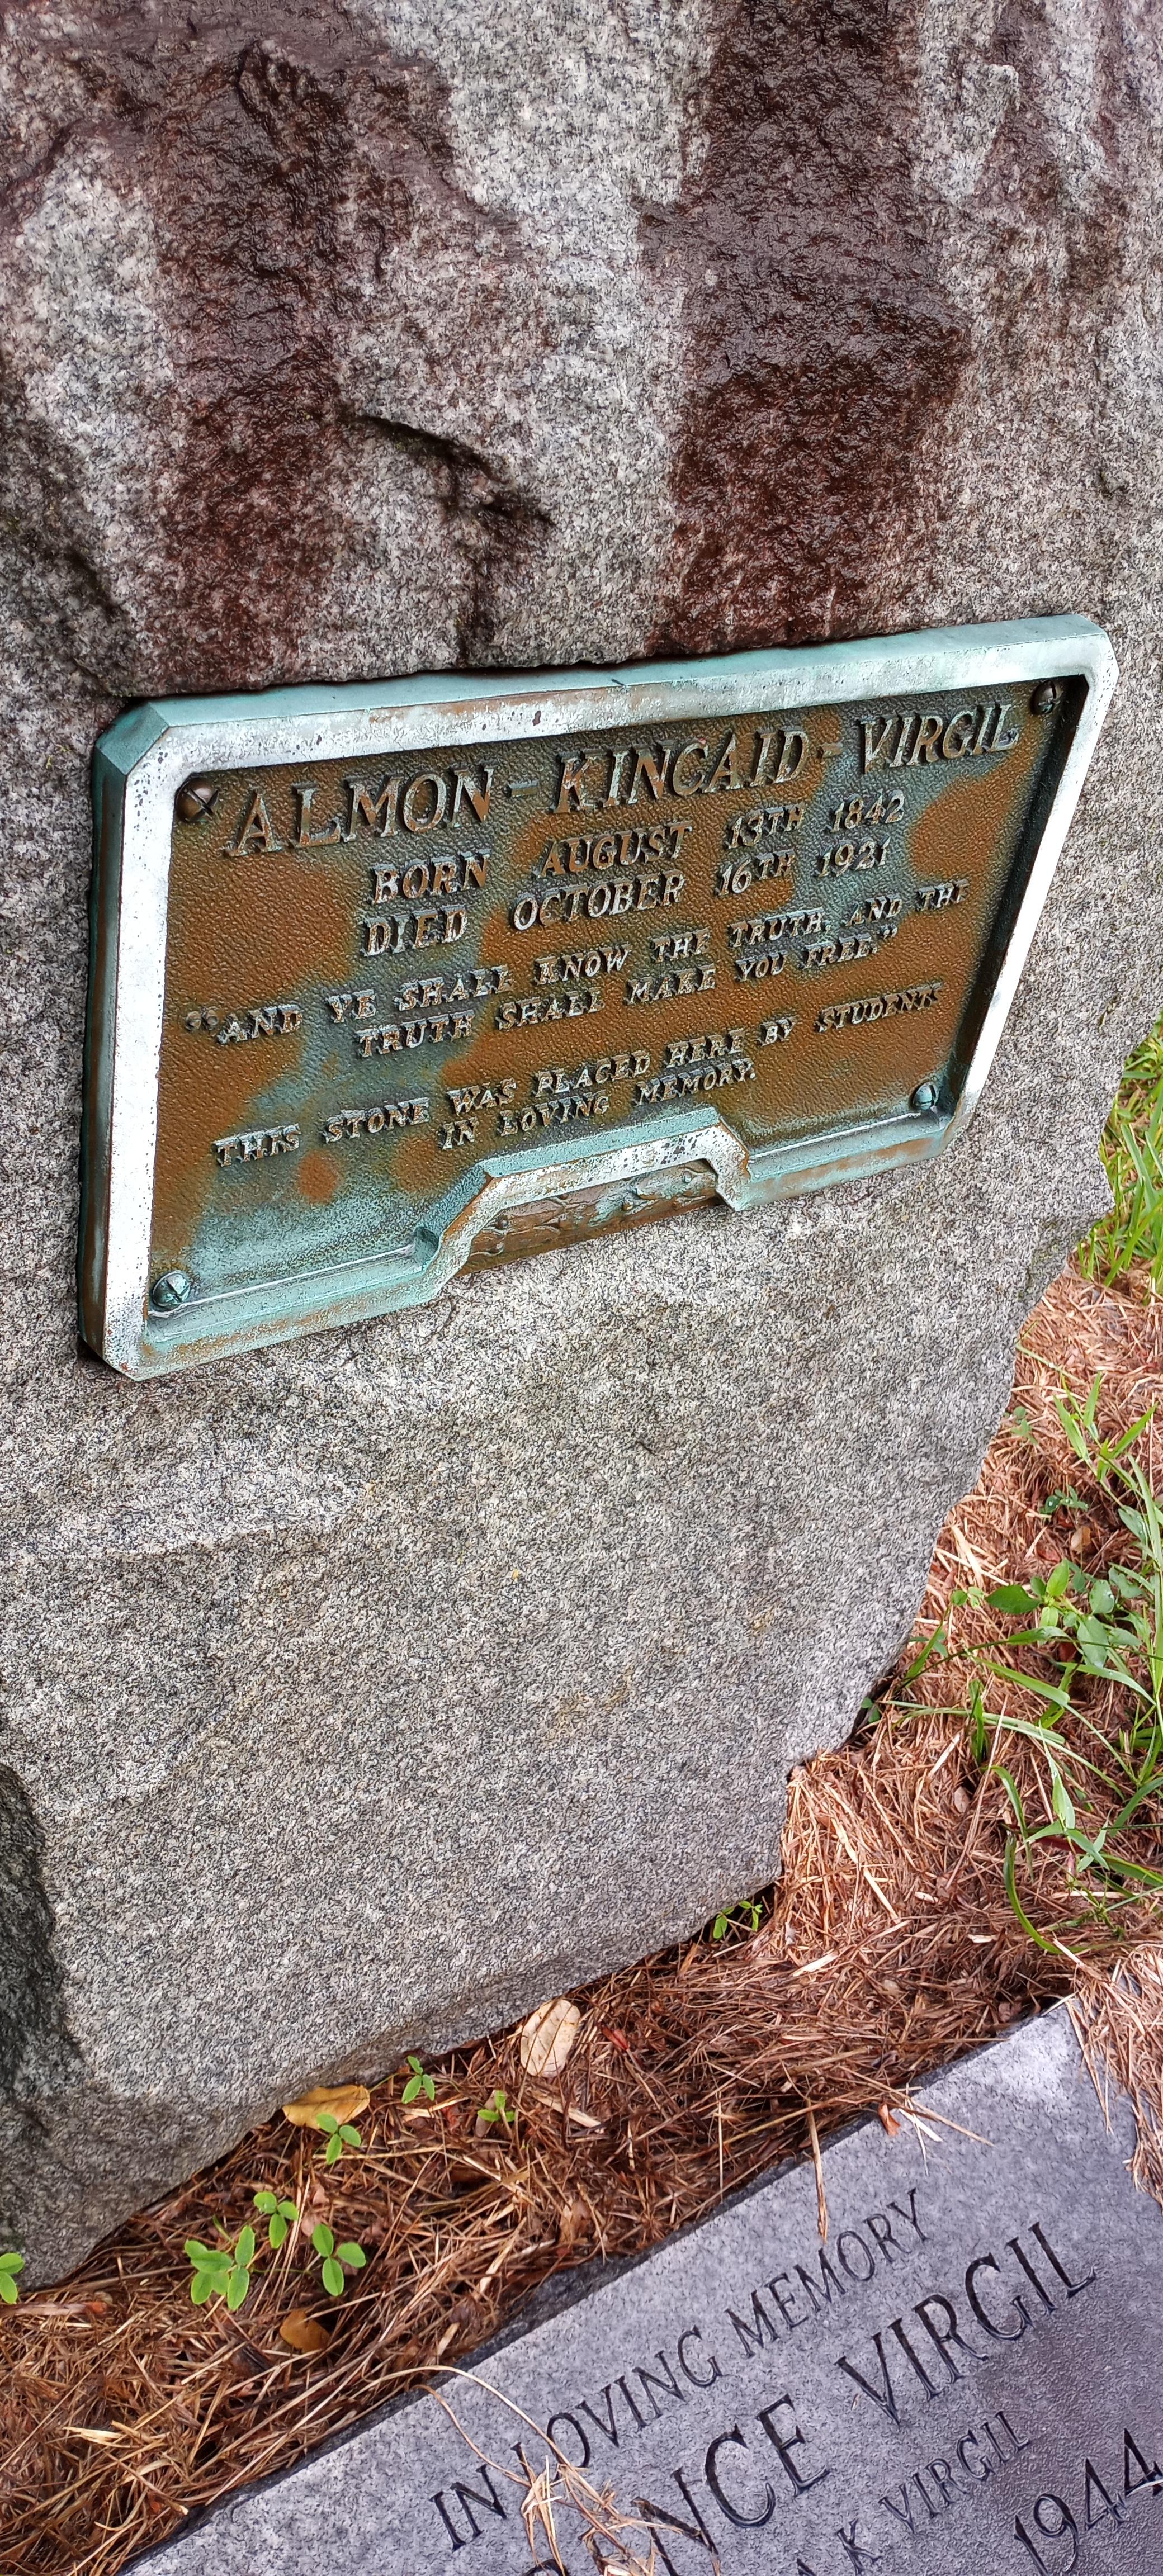 ALMON-KINCAID-VIRGIL
BORN AUGUST 13TH 1842
DIED OCTOBER 16TH 1921
"AND YE SHALL KNOW THE TRUTH AND THE
TRUTH SHALL MAKE YOU FREE."
THIS STONE WAS PLACED HERE BY STUDENTS
IN LOVING MEMORY.
IN LOVING MEMORY
VIRGIL
K VIRGIL
1944